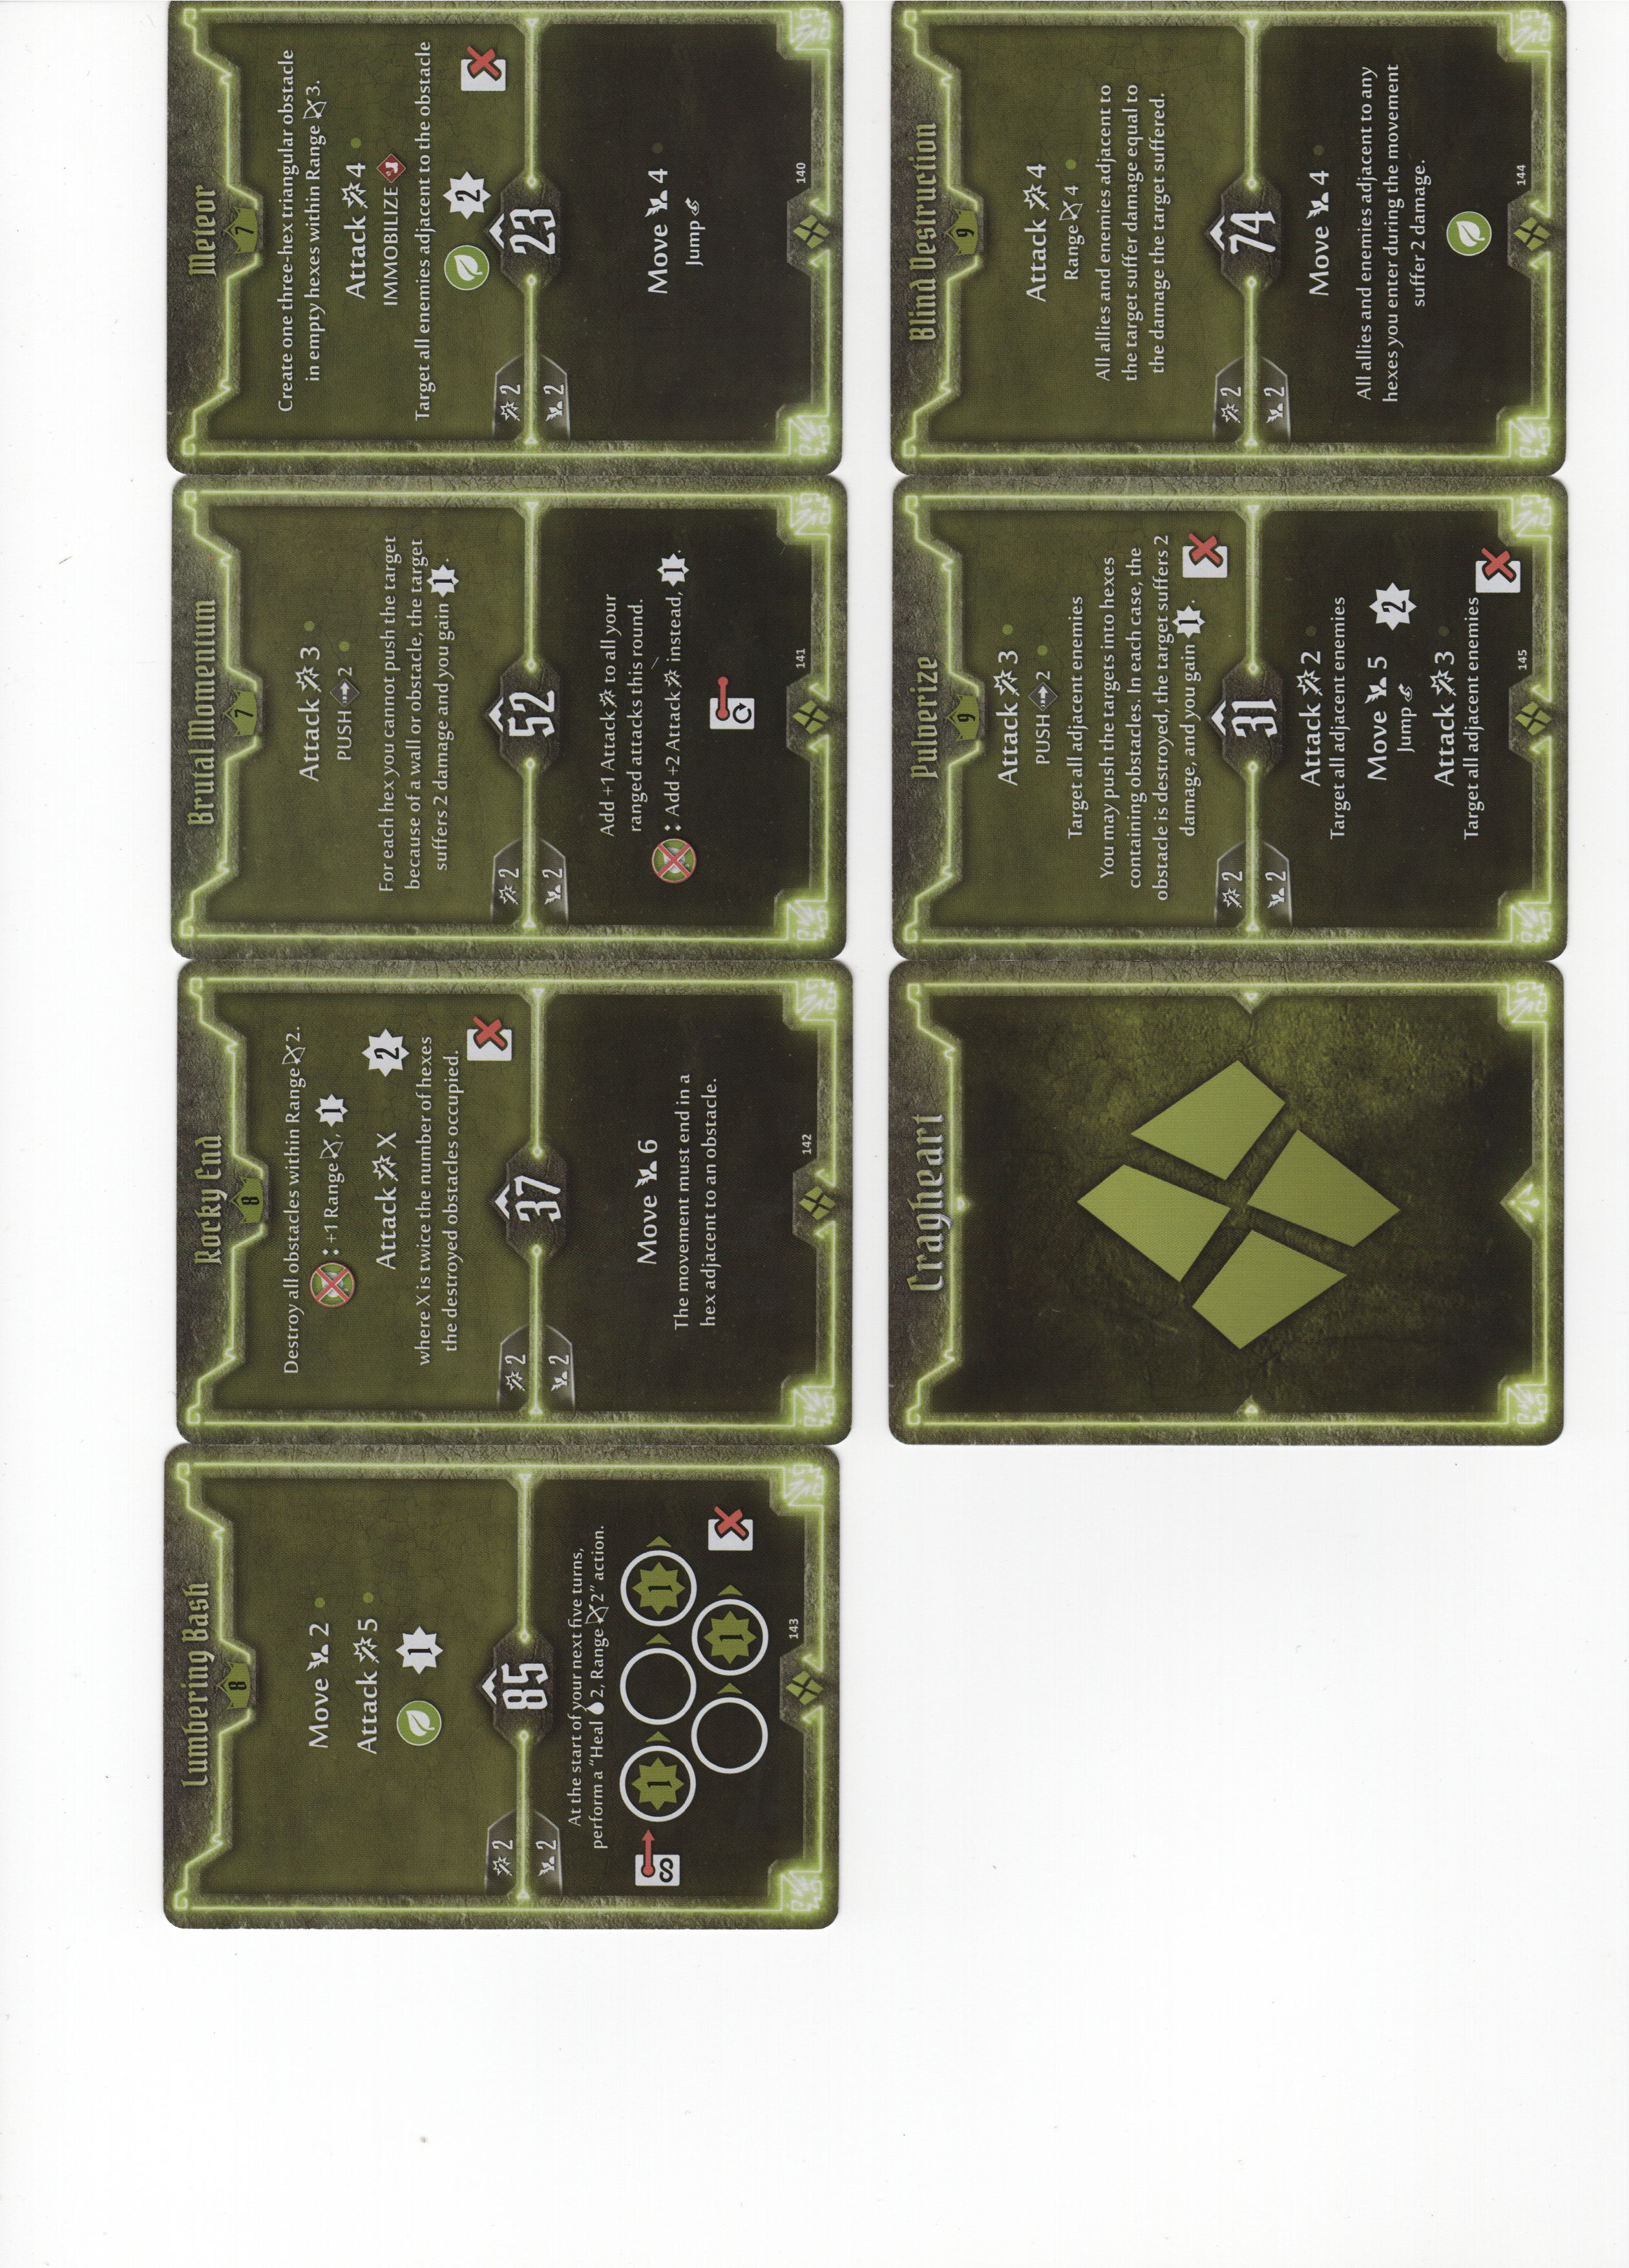 Lumbering Bash
8
Move 2
Attack 5
1
2
85
2
At the start of your next five turns,
perform a “Heal 2, Range 2” action.
1
1
1
143
Rocky End
8
Destroy all obstacles within Range 2.
: +1 Range , 1
Attack X
2
where X is twice the number of hexes
the destroyed obstacles occupied.
2
37
2
Move 6
The movement must end in a
hex adjacent to an obstacle.
142
Brutal Momentum
7
Attack 3
PUSH 2
For each hex you cannot push the target
because of a wall or obstacle, the target
suffers 2 damage and you gain 1.
2
52
2
Add +1 Attack to all your
ranged attacks this round.
: Add +2 Attack instead, 1.
141
Meteor
7
Create one three-hex triangular obstacle
in empty hexes within Range 3.
Attack 4
IMMOBILIZE
Target all enemies adjacent to the obstacle
2
2
23
2
Move 4
Jump
140
Cragheart
Pulverize
9
Attack 3
PUSH 2
Target all adjacent enemies
You may push the targets into hexes
containing obstacles. In each case, the
obstacle is destroyed, the target suffers 2
damage, and you gain 1.
2
31
2
Attack 2
Target all adjacent enemies
Move 5
2
Jump
Attack 3
Target all adjacent enemies
145
Blind Destruction
9
Attack 4
Range 4
All allies and enemies adjacent to
the target suffer damage equal to
the damage the target suffered.
2
74
2
Move 4
All allies and enemies adjacent to any
hexes you enter during the movement
suffer 2 damage.
144